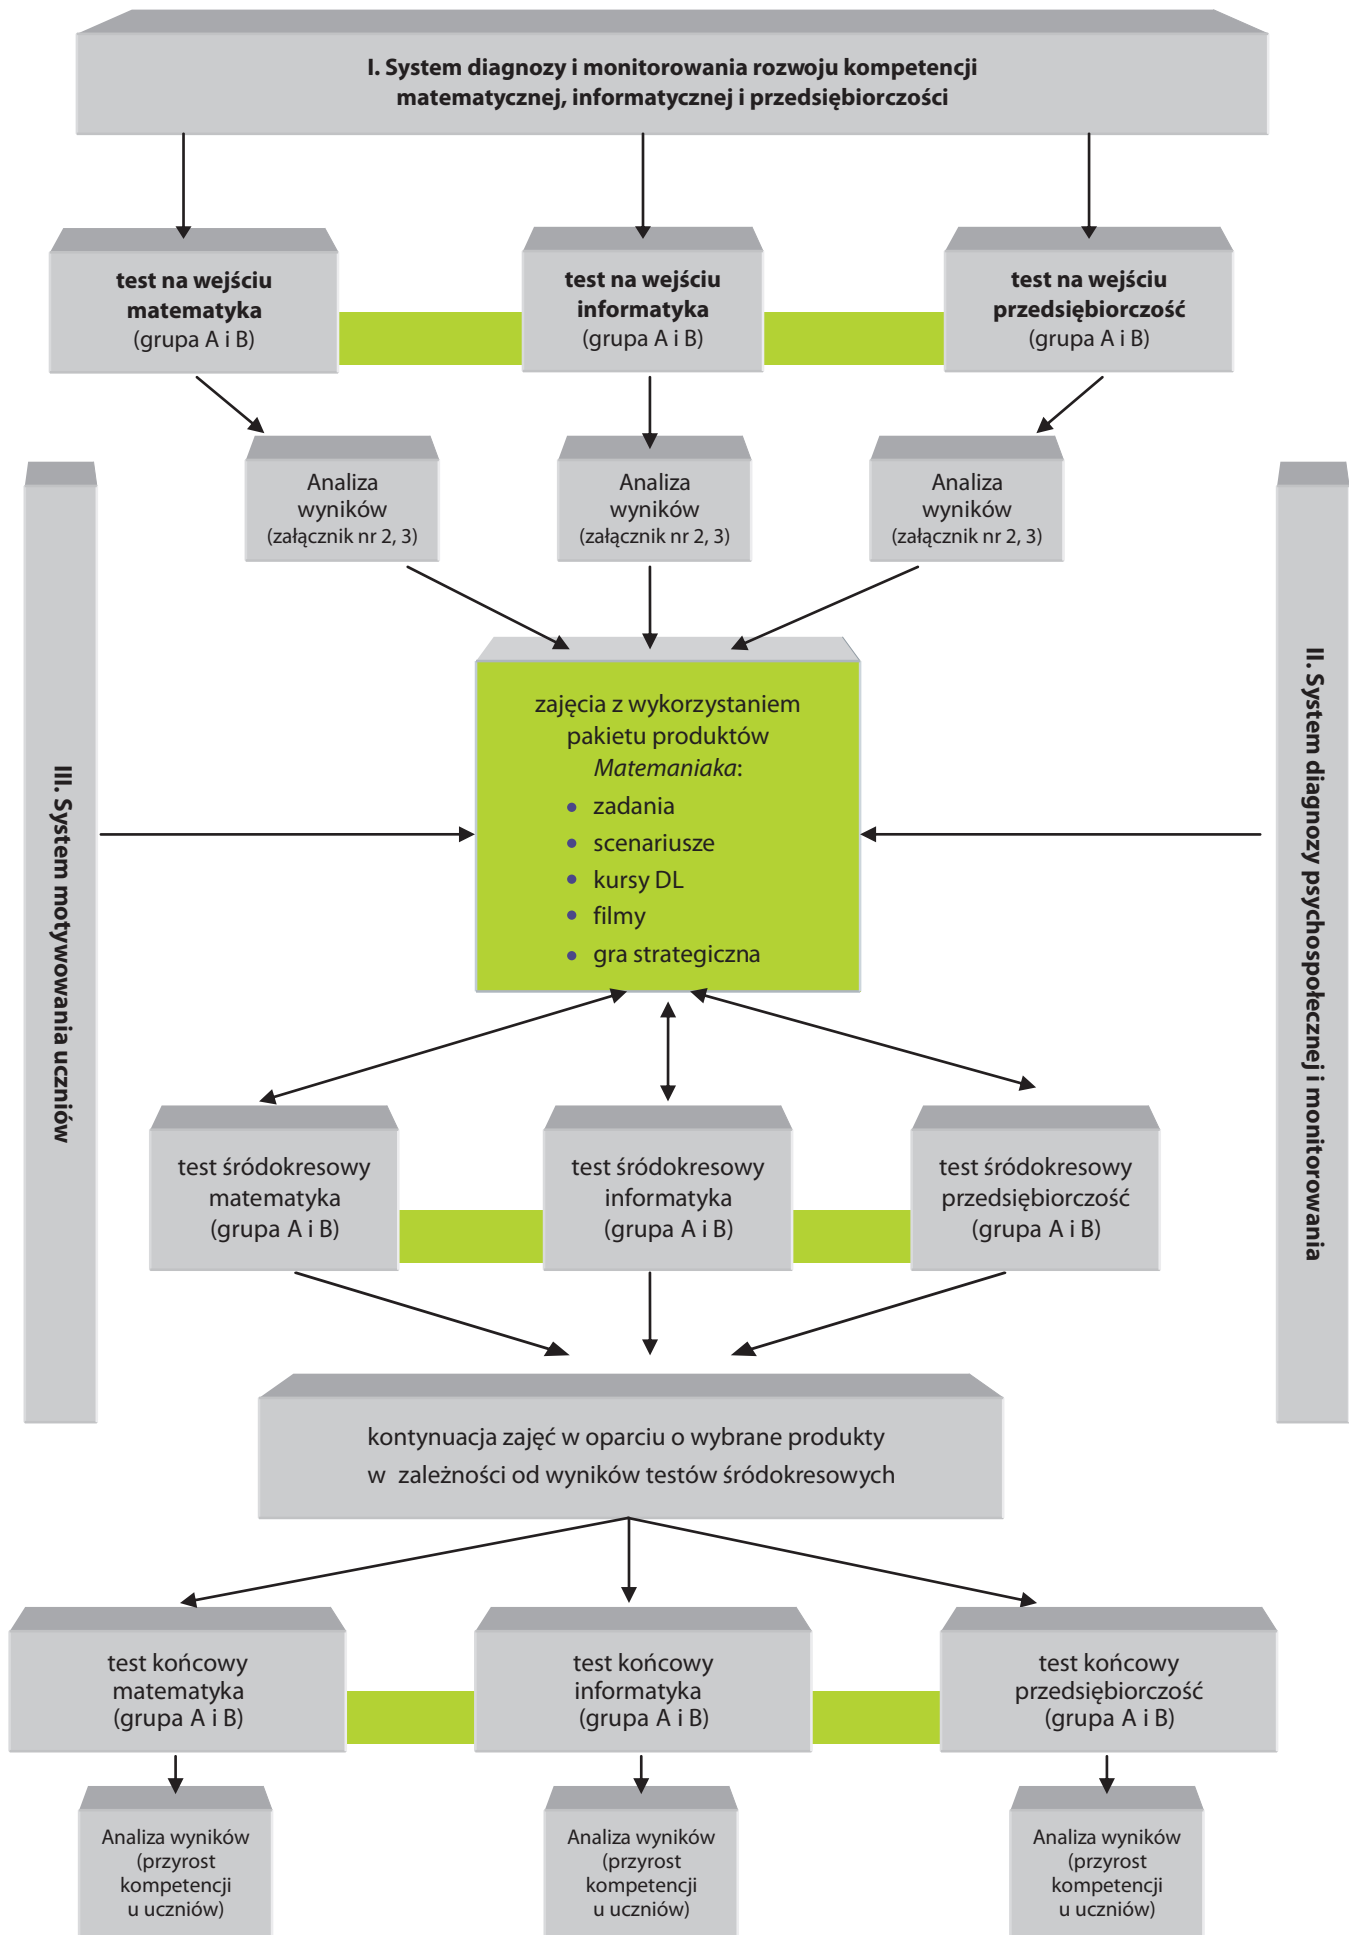 I. System diagnozy i monitorowania rozwoju kompetencji
matematycznej, informatycznej i przedsiębiorczości
test na wejściu
matematyka
(grupa A i B)
test na wejściu
informatyka
(grupa A i B)
test na wejściu
przedsiębiorczość
(grupa A i B)
Analiza
wyników
(załącznik nr 2, 3)
Analiza
wyników
(załącznik nr 2, 3)
Analiza
wyników
(załącznik nr 2, 3)
III. System motywowania uczniów
zajęcia z wykorzystaniem
pakietu produktów
Matemaniaka:
• zadania
• scenariusze
• kursy DL
• filmy
• gra strategiczna
II. System diagnozy psychospołecznej i monitorowania
test śródokresowy
matematyka
(grupa A i B)
test śródokresowy
informatyka
(grupa A i B)
test śródokresowy
przedsiębiorczość
(grupa A i B)
kontynuacja zajęć w oparciu o wybrane produkty
w zależności od wyników testów śródokresowych
test końcowy
matematyka
(grupa A i B)
test końcowy
informatyka
(grupa A i B)
test końcowy
przedsiębiorczość
(grupa A i B)
Analiza wyników
(przyrost
kompetencji
u uczniów)
Analiza wyników
(przyrost
kompetencji
u uczniów)
Analiza wyników
(przyrost
kompetencji
u uczniów)